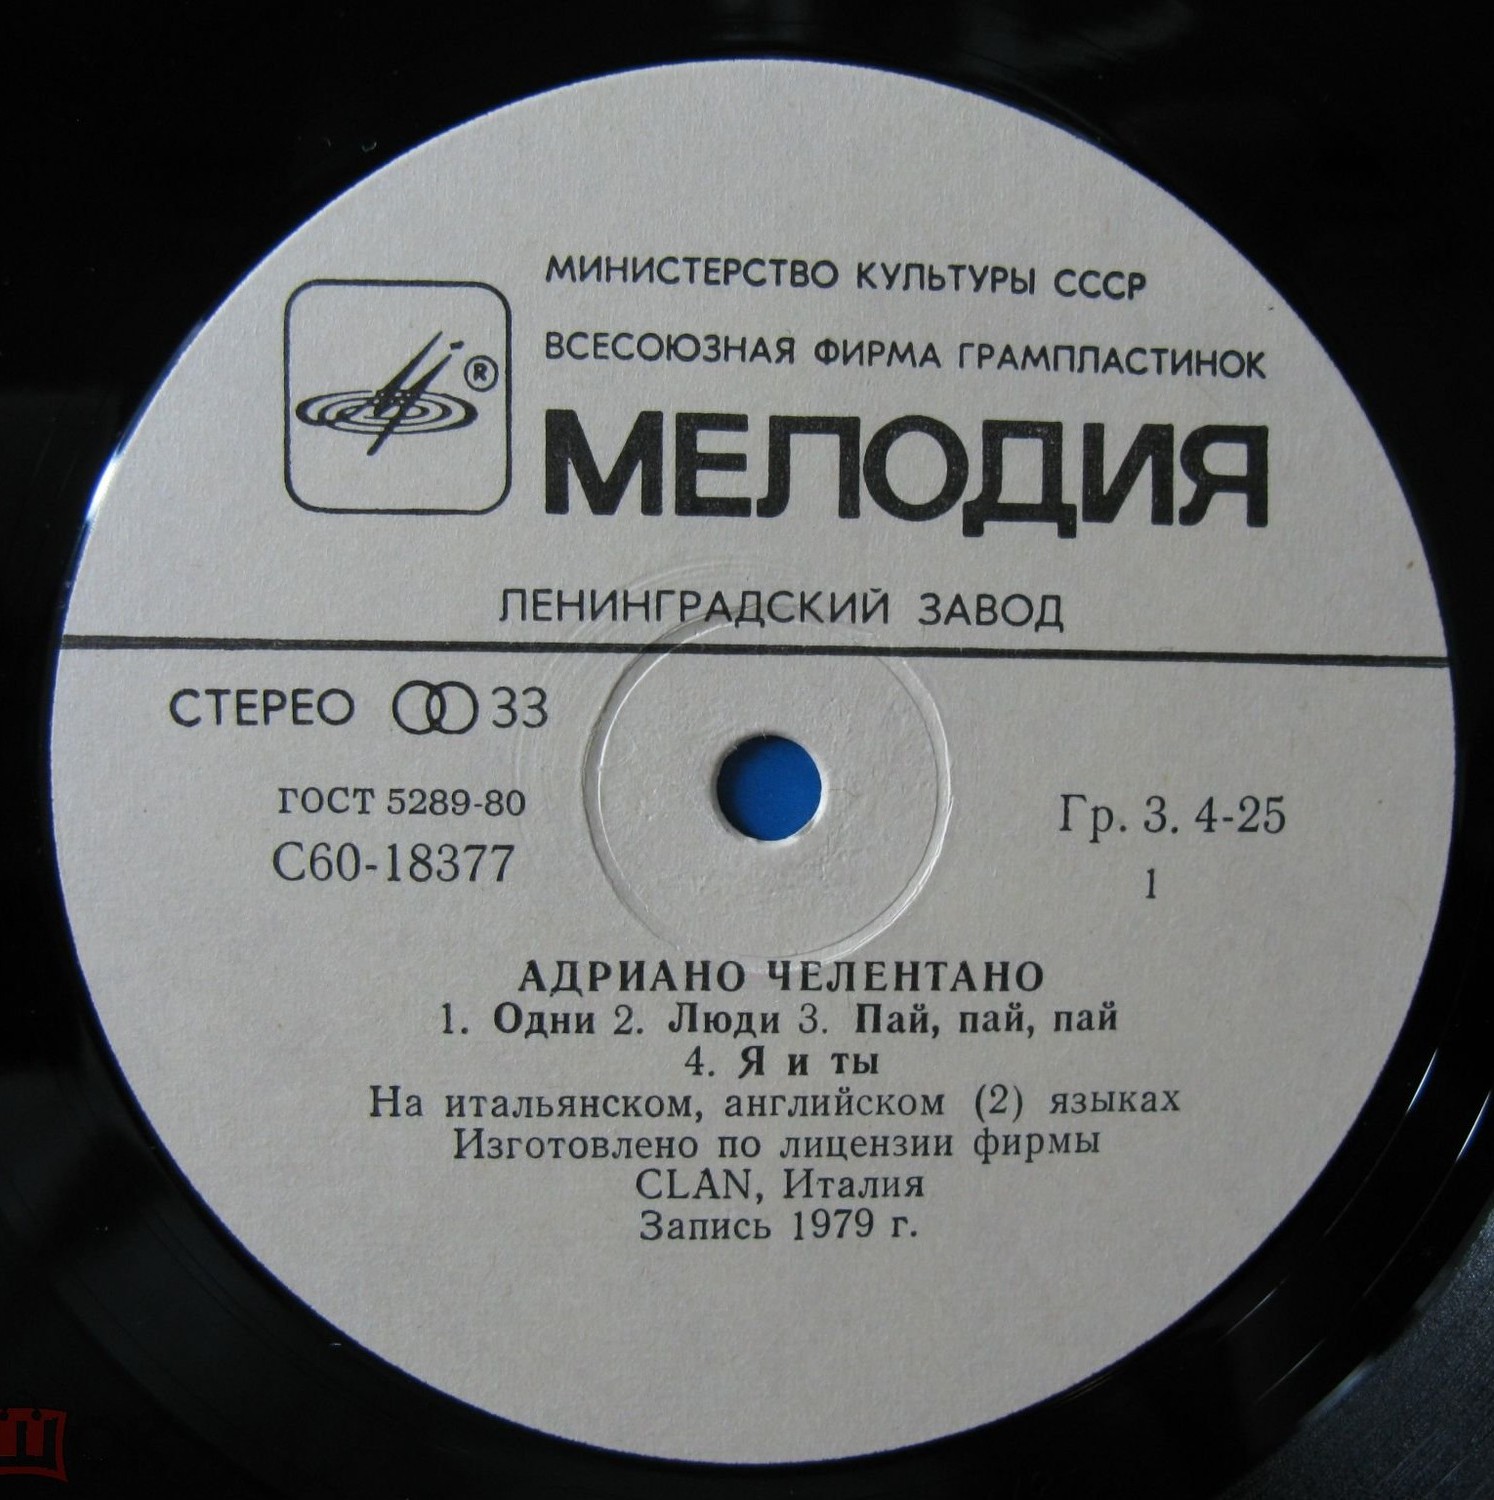 МИНИСТЕРСТВО КУЛЬТУРЫ СССР
ВСЕСОЮЗНАЯ ФИРМА ГРАМПЛАСТИНОК
®
МЕЛОДИЯ
ЛЕНИНГРАДСКИЙ ЗАВОД
СТЕРЕО 33
ГОСТ 5289-80
С60-18377
Гр. 3. 4-25
1
АДРИАНО ЧЕЛЕНТАНО
1. Одни 2. Люди 3. Пай, пай, пай
4. Я и ты
На итальянском, английском (2) языках
Изготовлено по лицензии фирмы
CLAN, Италия
Запись 1979 г.